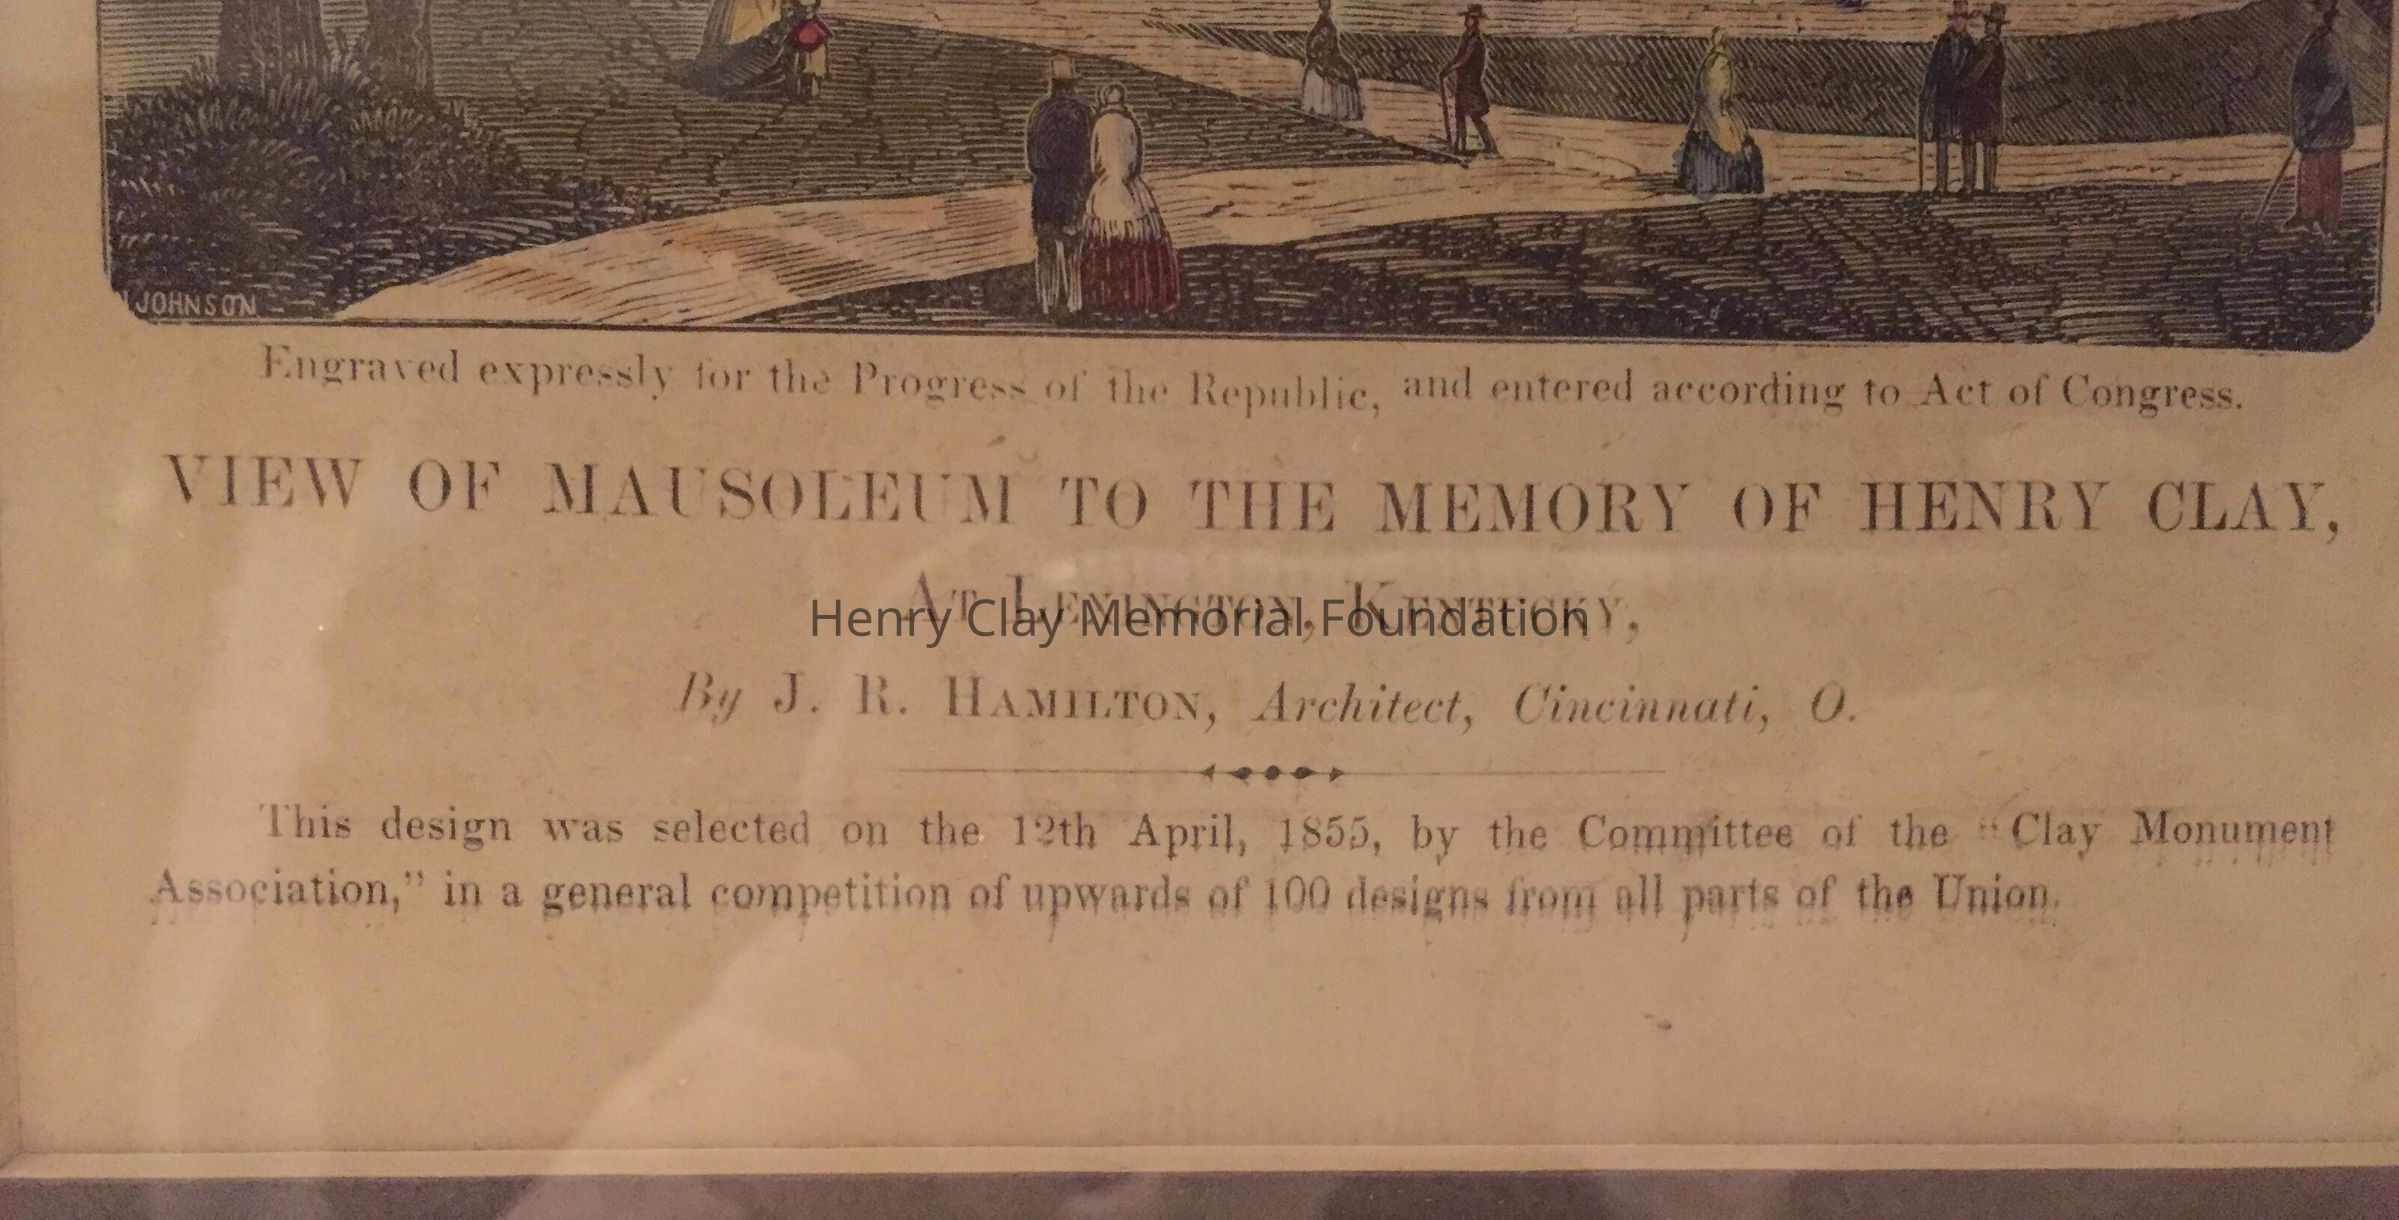 JOHNSON
Engraved expressly for the Progress of the Republic, and entered according to Act of Congress.
VIEW OF MAUSOLEUM TO THE MEMORY OF HENRY CLAY,
AT LEXINGTON, KENTUCKY,
Henry Clay Memorial Foundation
By J. R. HAMILTON, Architect, Cincinnati, O.
This design was selected on the 12th April, 1855, by the Committee of the "Clay Monument
Association," in a general competition of upwards of 100 designs from all parts of the Union.